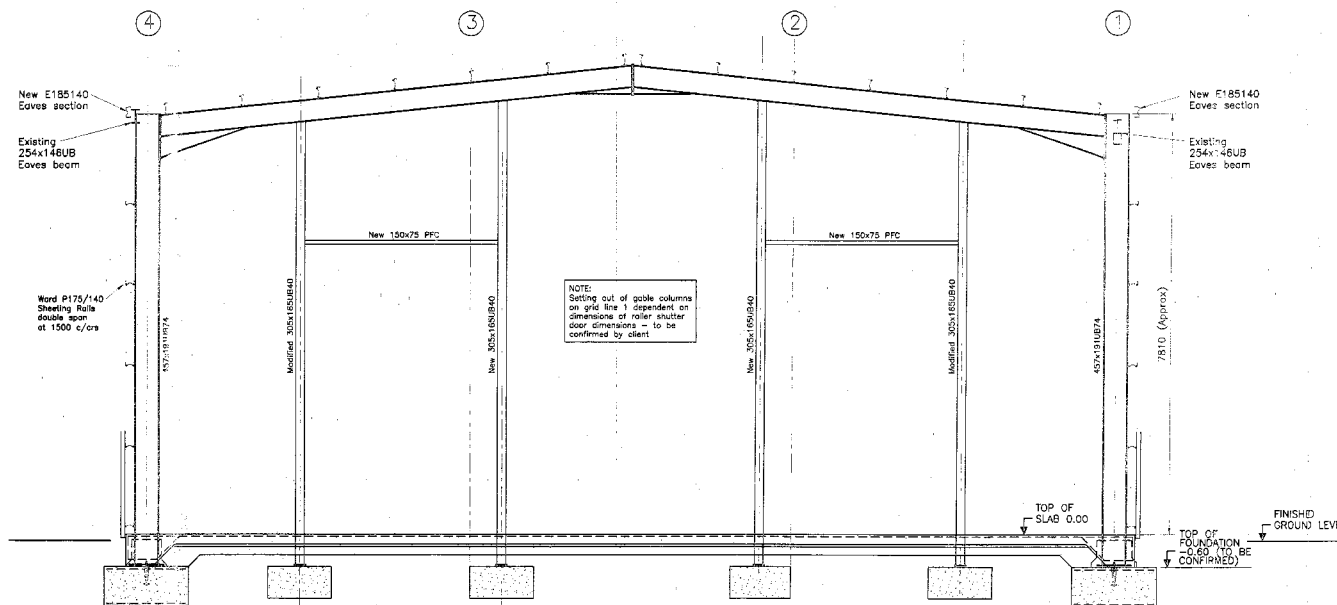 4
3
2
1
New E185140
Eaves section
Existing
254x146UB
Eaves beam
New E185140
Eaves section
Existing
254x146UB
Eaves beam
New 150x75 PFC
New 150x75 PFC
Ward P175/140
Sheeting Rails
double span
at 1500 c/crs
457x191UB74
Modified 305x165UB40
New 305x165UB40
NOTE:
Setting out of gable columns
on grid line 1 dependent on
dimensions of roller shutter
door dimensions – to be
confirmed by client
New 305x165UB40
Modified 305x165UB40
457x191UB74
7810 (Approx)
TOP OF
SLAB 0.00
FINISHED
GROUND LEVE
TOP OF
FOUNDATION
-0.60 (TO BE
CONFIRMED)